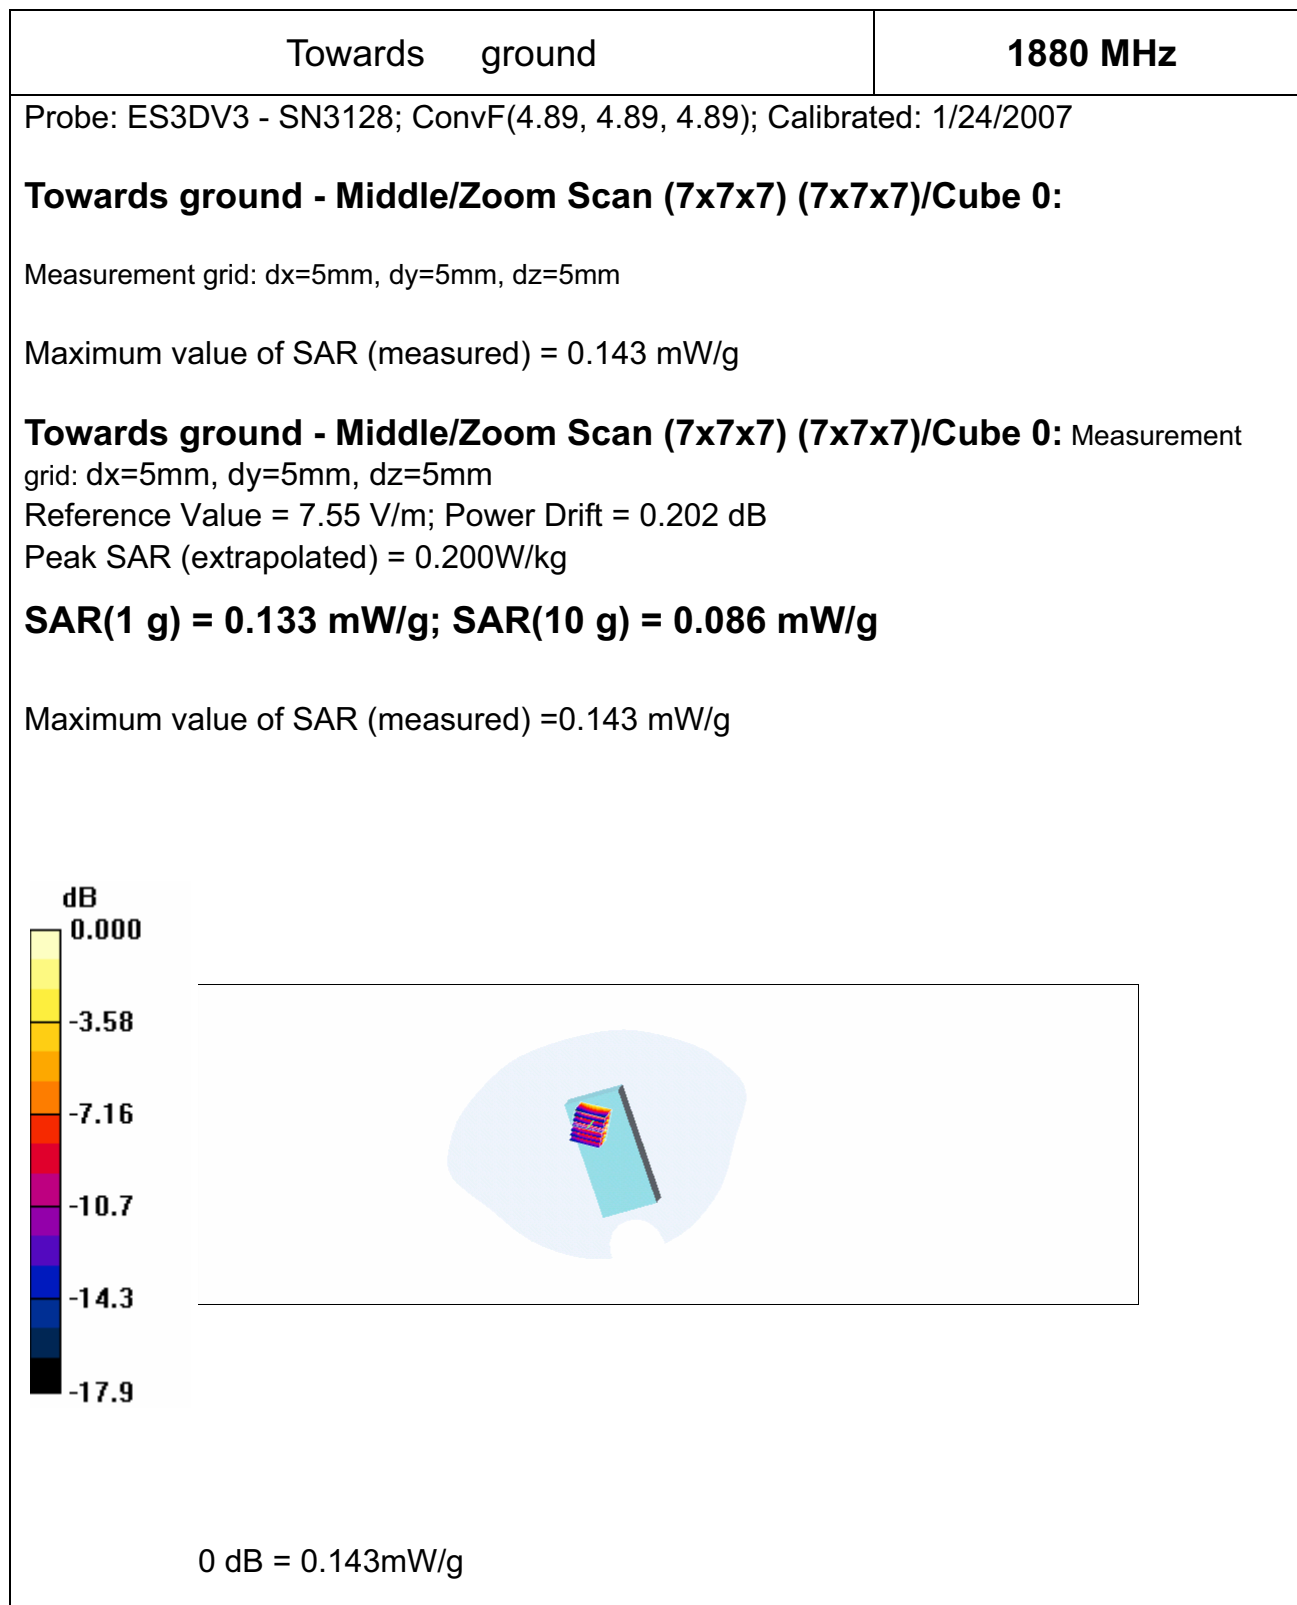 Towards ground 1880 MHz
Probe: ES3DV3 - SN3128; ConvF(4.89, 4.89, 4.89); Calibrated: 1/24/2007
Towards ground - Middle/Zoom Scan (7x7x7) (7x7x7)/Cube 0:
Measurement grid: dx=5mm, dy=5mm, dz=5mm
Maximum value of SAR (measured) = 0.143 mW/g
Towards ground - Middle/Zoom Scan (7x7x7) (7x7x7)/Cube 0: Measurement
grid: dx=5mm, dy=5mm, dz=5mm
Reference Value = 7.55 V/m; Power Drift = 0.202 dB
Peak SAR (extrapolated) = 0.200W/kg
SAR(1 g) = 0.133 mW/g; SAR(10 g) = 0.086 mW/g
Maximum value of SAR (measured) =0.143 mW/g
dB
0.000
-3.58
-7.16
-10.7
-14.3
-17.9
0 dB = 0.143mW/g